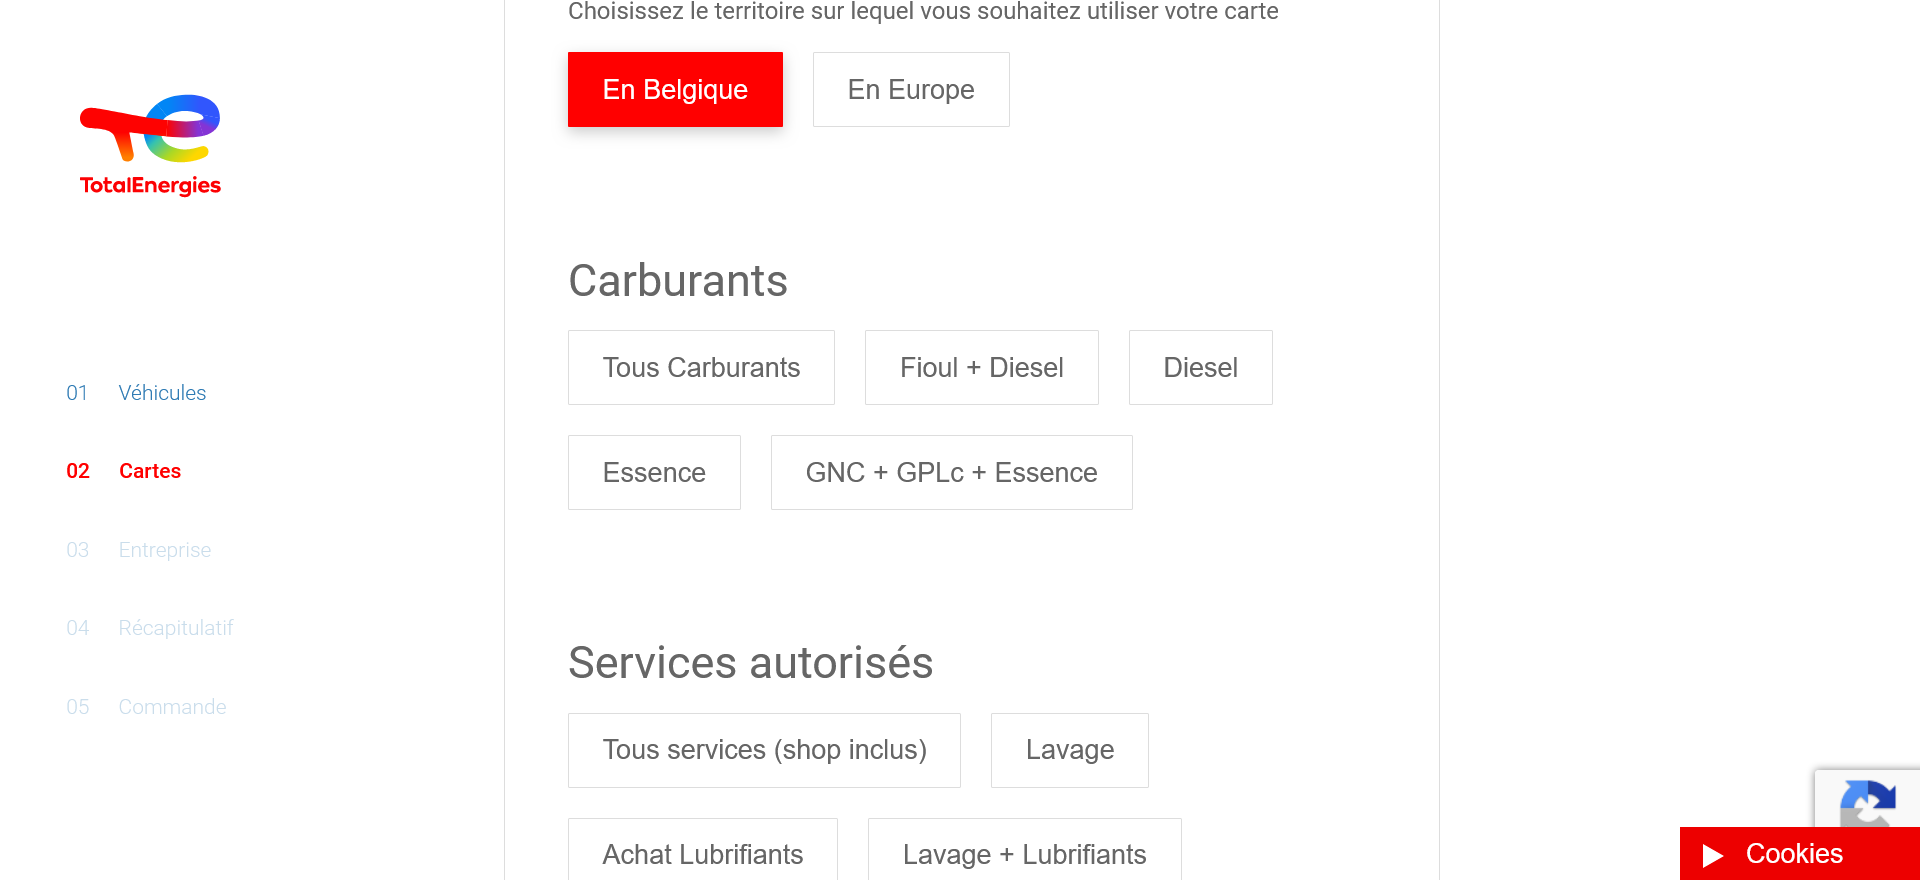 Choisissez le territoire sur lequel vous souhaitez utiliser votre carte
En Belgique
En Europe
TotalEnergies
Carburants
Tous Carburants
Fioul + Diesel
Diesel
Essence
GNC + GPLc + Essence
01 Véhicules
02 Cartes
03 Entreprise
04 Récapitulatif
05 Commande
Services autorisés
Tous services (shop inclus)
Lavage
Achat Lubrifiants
Lavage + Lubrifiants
Cookies